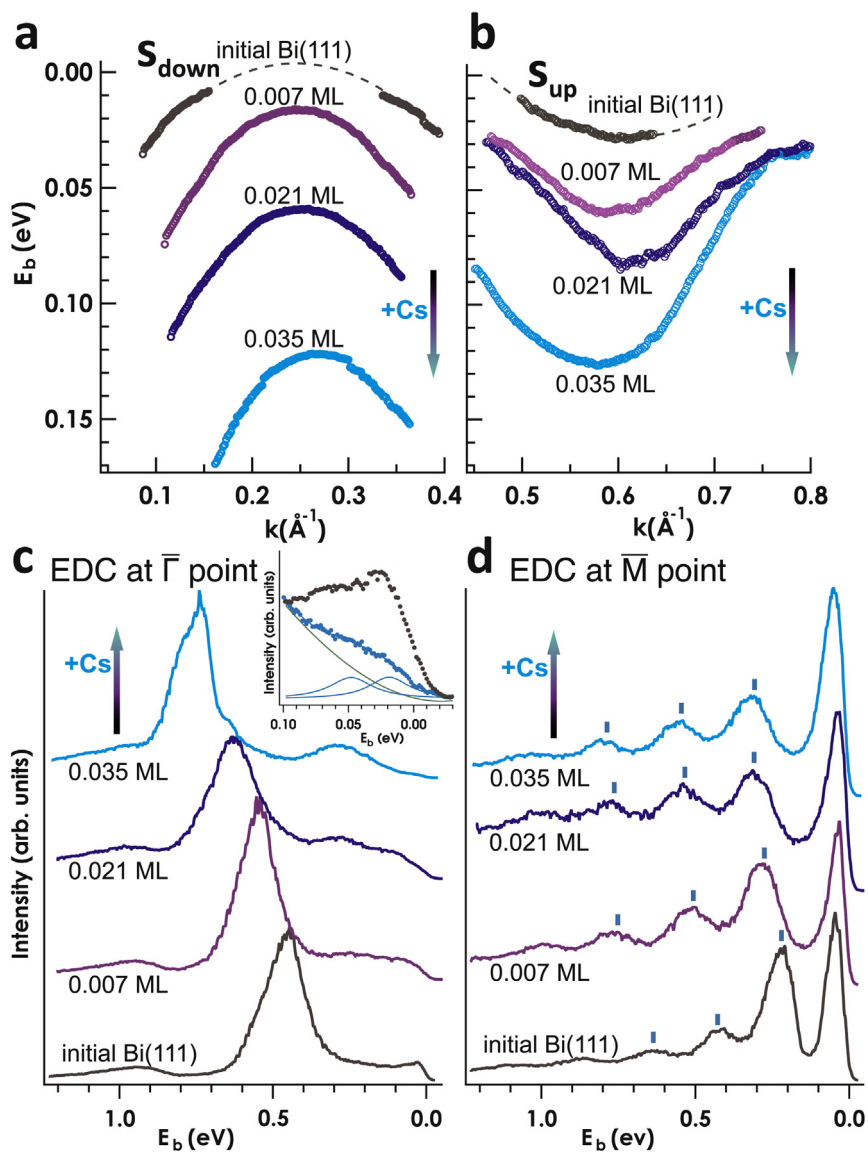 a
S_down
initial Bi(111)
0.007 ML
0.021 ML
0.035 ML
+Cs
0.00
0.05
0.10
0.15
E_b (eV)
0.1 0.2 0.3 0.4
k(Å⁻¹)
b
S_up
initial Bi(111)
0.007 ML
0.021 ML
0.035 ML
+Cs
0.5 0.6 0.7 0.8
k(Å⁻¹)
c
EDC at Γ̅ point
+Cs
0.035 ML
0.021 ML
0.007 ML
initial Bi(111)
Intensity (arb. units)
1.0 0.5 0.0
E_b (eV)
Intensity (arb. units)
0.10 0.05 0.00
E_b (eV)
d
EDC at M̅ point
+Cs
0.035 ML
0.021 ML
0.007 ML
initial Bi(111)
1.0 0.5 0.0
E_b (ev)